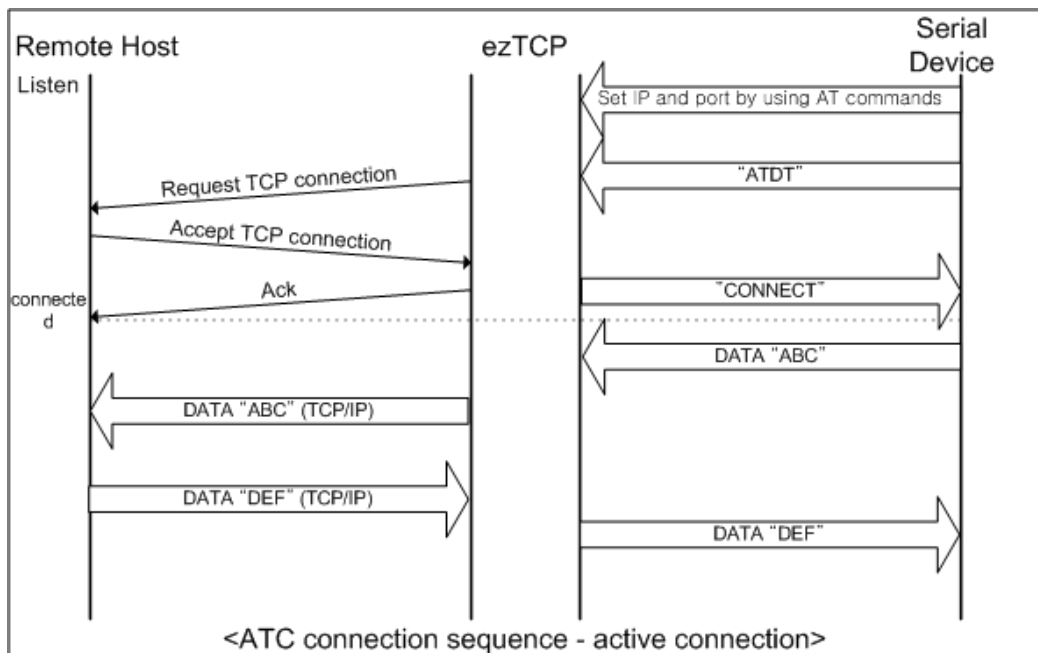 Remote Host
ezTCP
Serial
Device
Listen
Set IP and port by using AT commands
"ATDT"
Request TCP connection
Accept TCP connection
"CONNECT"
Ack
connecte
d
DATA "ABC"
DATA "ABC" (TCP/IP)
DATA "DEF" (TCP/IP)
DATA "DEF"
<ATC connection sequence - active connection>